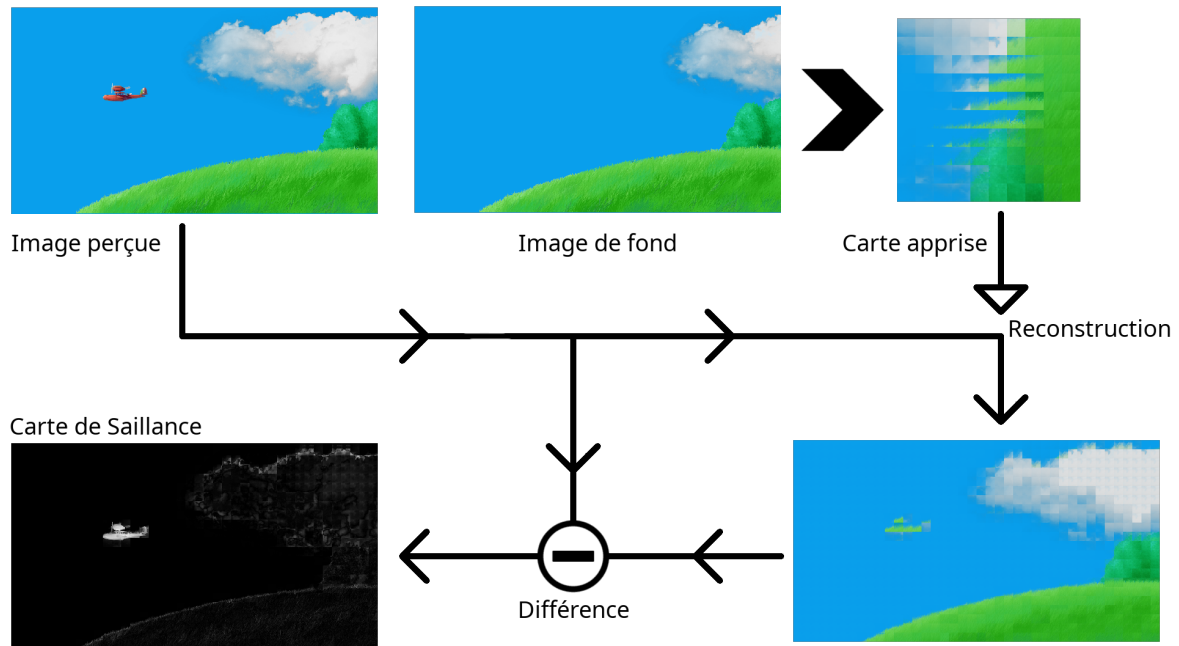 Image perçue
Image de fond
Carte apprise
Reconstruction
Carte de Saillance
Différence